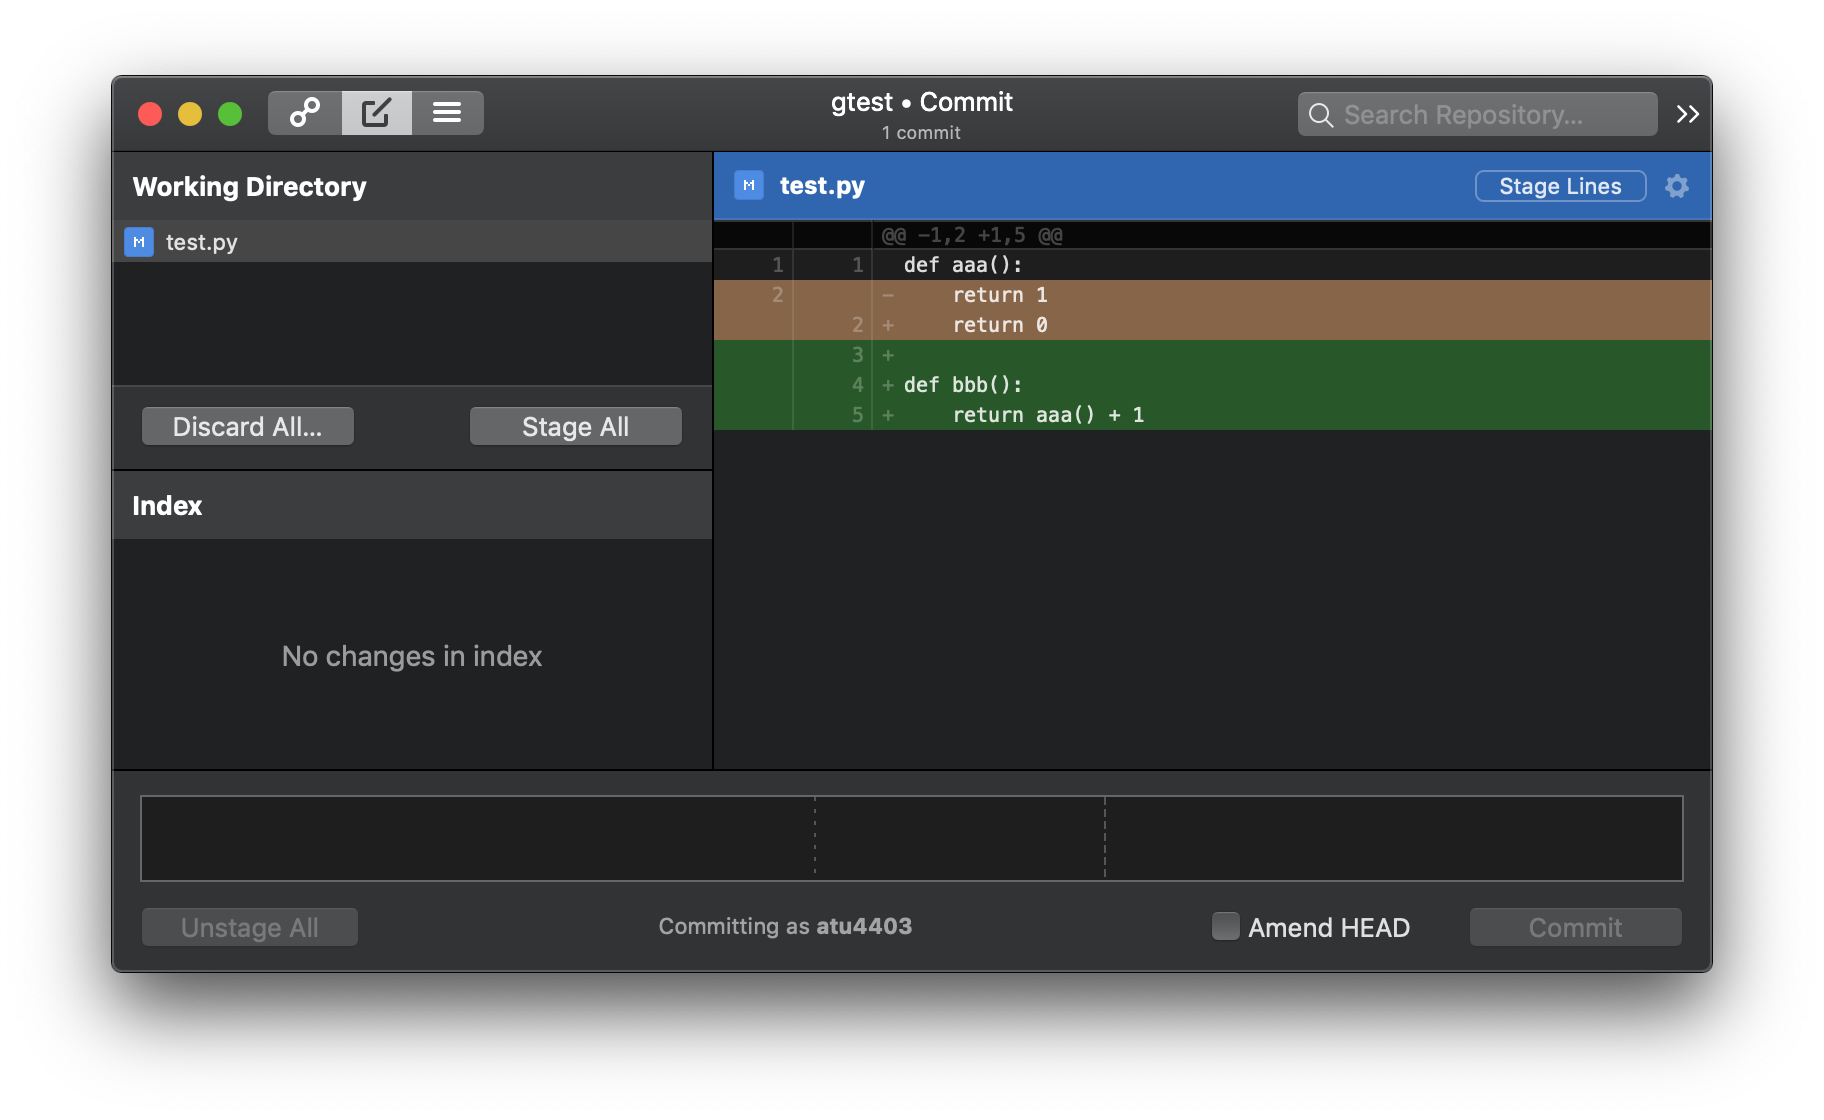 gtest • Commit
1 commit
Search Repository...
Working Directory
M test.py
Discard All...
Stage All
Index
No changes in index
M test.py
Stage Lines
@@ -1,2 +1,5 @@
1 1 def aaa():
2 -     return 1
2 +     return 0
3 +
4 + def bbb():
5 +     return aaa() + 1
Unstage All
Committing as atu4403
Amend HEAD
Commit